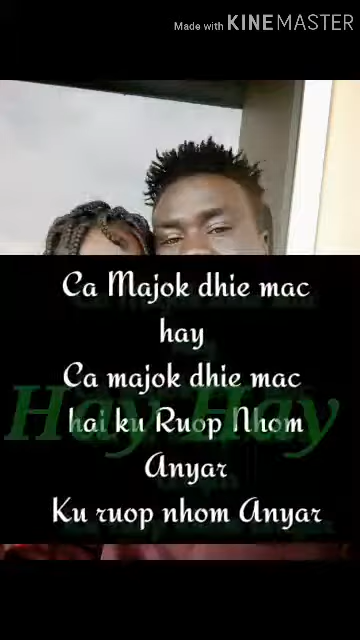 Made with KINEMASTER
Ca Majok dhie mac
hay
Ca majok dhie mac
hai ku Ruop Nhom
Anyar
Ku ruop nhom Anyar
Hay Hay